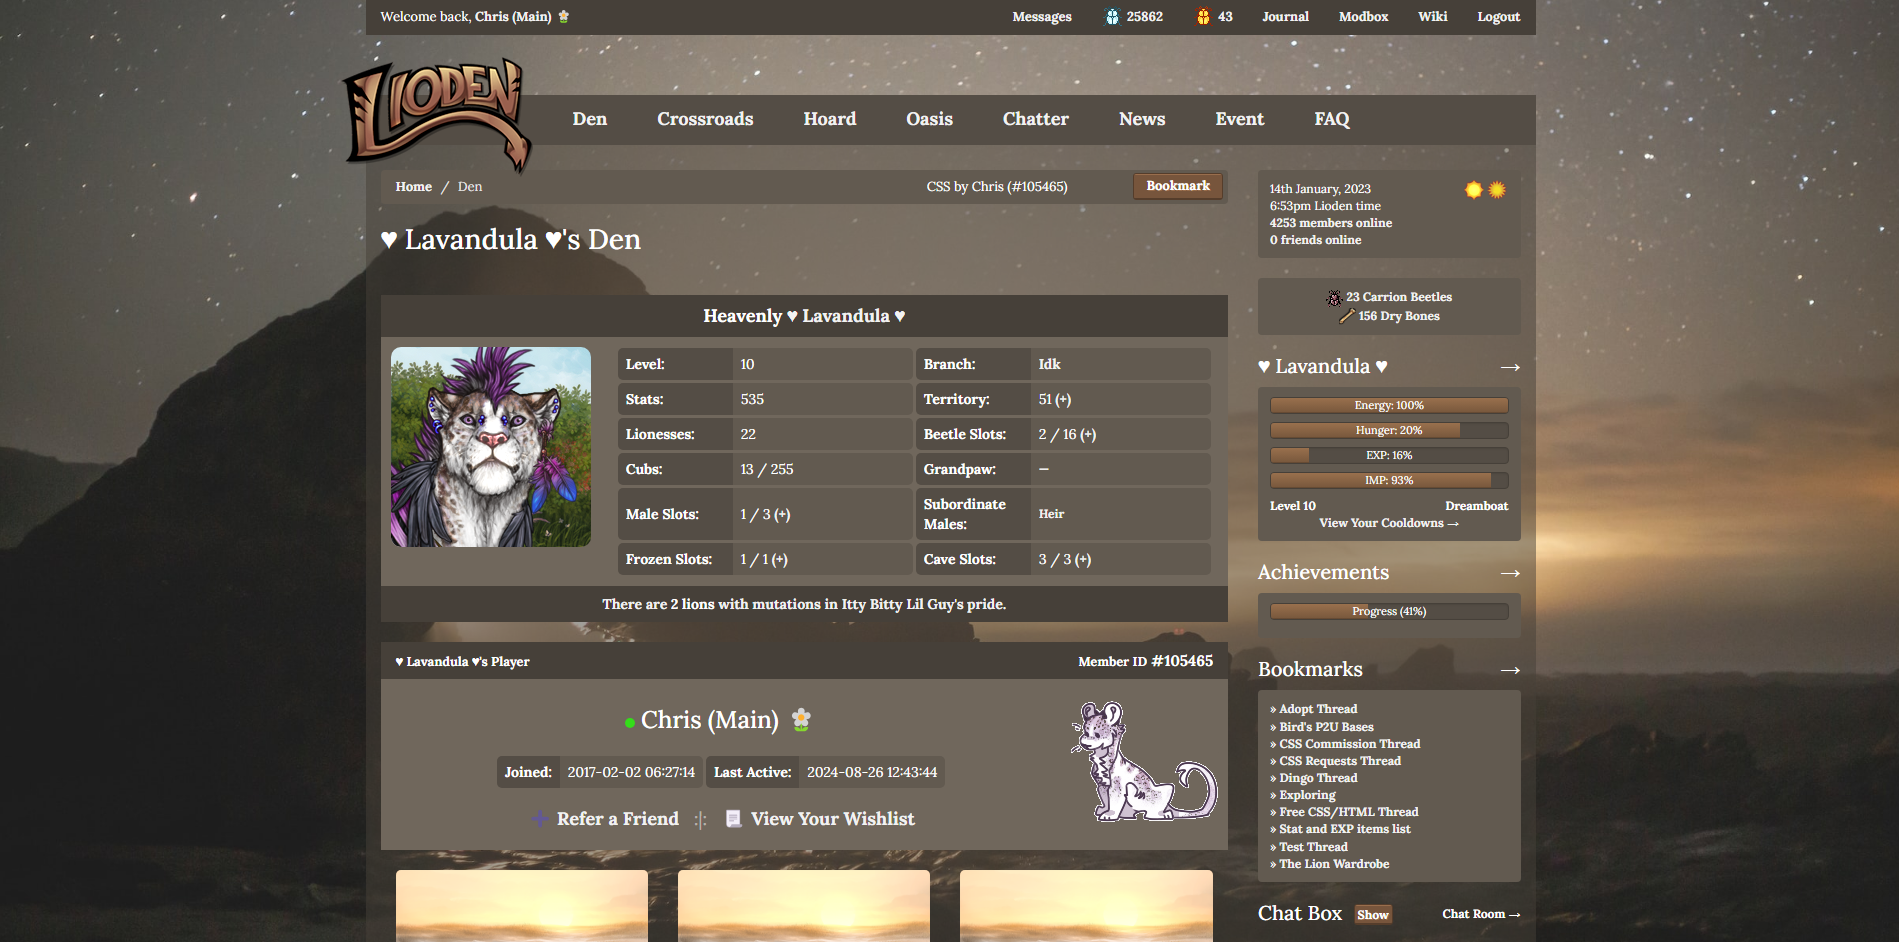 Welcome back, Chris (Main)
Messages 25862 43 Journal Modbox Wiki Logout
LIODEN
Den Crossroads Hoard Oasis Chatter News Event FAQ
Home / Den CSS by Chris (#105465) Bookmark
♥ Lavandula ♥'s Den
Heavenly ♥ Lavandula ♥
Level: 10 Branch: Idk
Stats: 535 Territory: 51 (+)
Lionesses: 22 Beetle Slots: 2 / 16 (+)
Cubs: 13 / 255 Grandpaw: —
Male Slots: 1 / 3 (+) Subordinate
Males: Heir
Frozen Slots: 1 / 1 (+) Cave Slots: 3 / 3 (+)
There are 2 lions with mutations in Itty Bitty Lil Guy's pride.
♥ Lavandula ♥'s Player Member ID #105465
Chris (Main)
Joined: 2017-02-02 06:27:14 Last Active: 2024-08-26 12:43:44
Refer a Friend :|: View Your Wishlist
14th January, 2023
6:53pm Lioden time
4253 members online
0 friends online
23 Carrion Beetles
156 Dry Bones
♥ Lavandula ♥ →
Energy: 100%
Hunger: 20%
EXP: 16%
IMP: 93%
Level 10 Dreamboat
View Your Cooldowns →
Achievements →
Progress (41%)
Bookmarks →
» Adopt Thread
» Bird's P2U Bases
» CSS Commission Thread
» CSS Requests Thread
» Dingo Thread
» Exploring
» Free CSS/HTML Thread
» Stat and EXP items list
» Test Thread
» The Lion Wardrobe
Chat Box Show Chat Room →